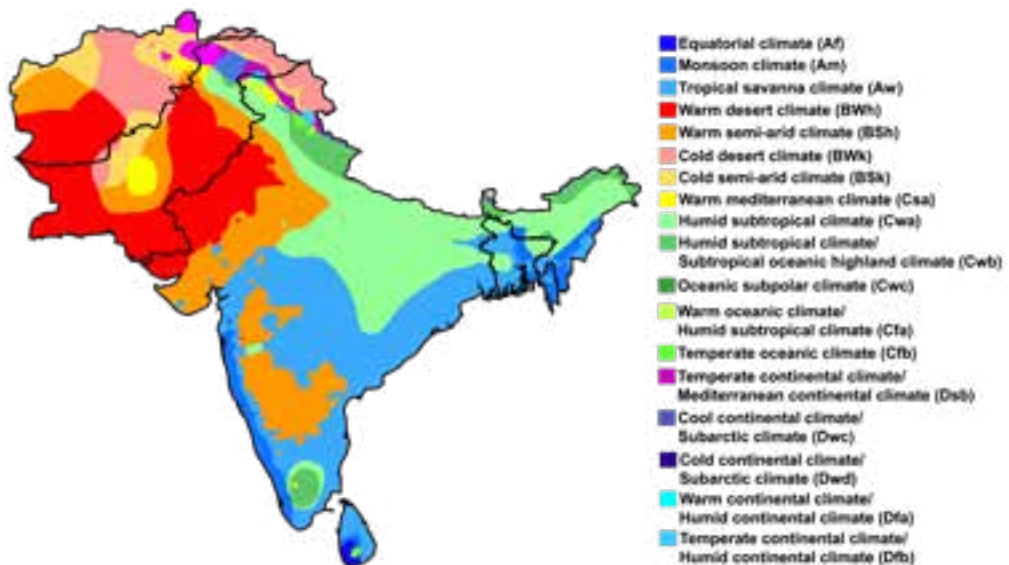 Equatorial climate (Af)
Monsoon climate (Am)
Tropical savanna climate (Aw)
Warm desert climate (BWh)
Warm semi-arid climate (BSh)
Cold desert climate (BWk)
Cold semi-arid climate (BSk)
Warm mediterranean climate (Csa)
Humid subtropical climate (Cwa)
Humid subtropical climate/
Subtropical oceanic highland climate (Cwb)
Oceanic subpolar climate (Cwc)
Warm oceanic climate/
Humid subtropical climate (Cfa)
Temperate oceanic climate (Cfb)
Temperate continental climate/
Mediterranean continental climate (Dsb)
Cool continental climate/
Subarctic climate (Dwc)
Cold continental climate/
Subarctic climate (Dwd)
Warm continental climate/
Humid continental climate (Dfa)
Temperate continental climate/
Humid continental climate (Dfb)